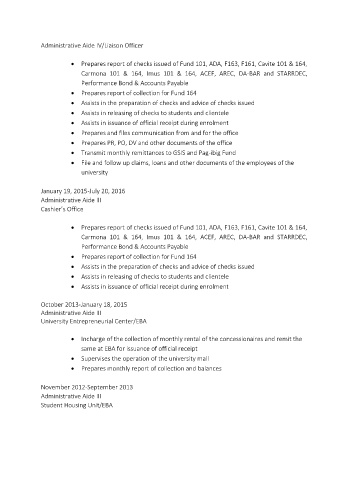 Administrative Aide IV/Liaison Officer
• Prepares report of checks issued of Fund 101, ADA, F163, F161, Cavite 101 & 164,
Carmona 101 & 164, Imus 101 & 164, ACEF, AREC, DA-BAR and STARRDEC,
Performance Bond & Accounts Payable
• Prepares report of collection for Fund 164
• Assists in the preparation of checks and advice of checks issued
• Assists in releasing of checks to students and clientele
• Assists in issuance of official receipt during enrolment
• Prepares and files communication from and for the office
• Prepares PR, PO, DV and other documents of the office
• Transmit monthly remittances to GSIS and Pag-ibig Fund
• File and follow up claims, loans and other documents of the employees of the
university
January 19, 2015-July 20, 2016
Administrative Aide III
Cashier's Office
• Prepares report of checks issued of Fund 101, ADA, F163, F161, Cavite 101 & 164,
Carmona 101 & 164, Imus 101 & 164, ACEF, AREC, DA-BAR and STARRDEC,
Performance Bond & Accounts Payable
• Prepares report of collection for Fund 164
• Assists in the preparation of checks and advice of checks issued
• Assists in releasing of checks to students and clientele
• Assists in issuance of official receipt during enrolment
October 2013-January 18, 2015
Administrative Aide III
University Entrepreneurial Center/EBA
• Incharge of the collection of monthly rental of the concessionaires and remit the
same at EBA for issuance of official receipt
• Supervises the operation of the university mall
• Prepares monthly report of collection and balances
November 2012-September 2013
Administrative Aide III
Student Housing Unit/EBA